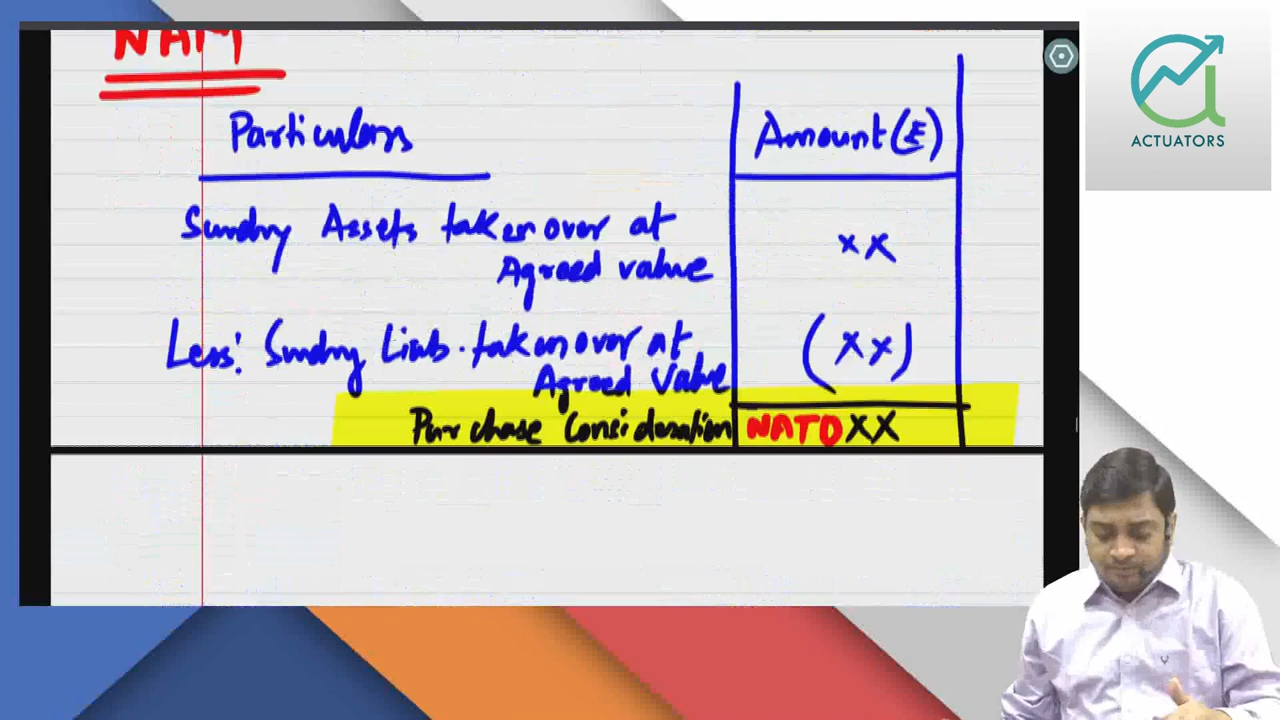 NAM
Particulars
Amount (₹)
Sundry Assets taken over at
Agreed value
xx
Less: Sundry Liab. taken over at
Agreed Value
(xx)
Purchase Consideration
NATO XX
ACTUATORS